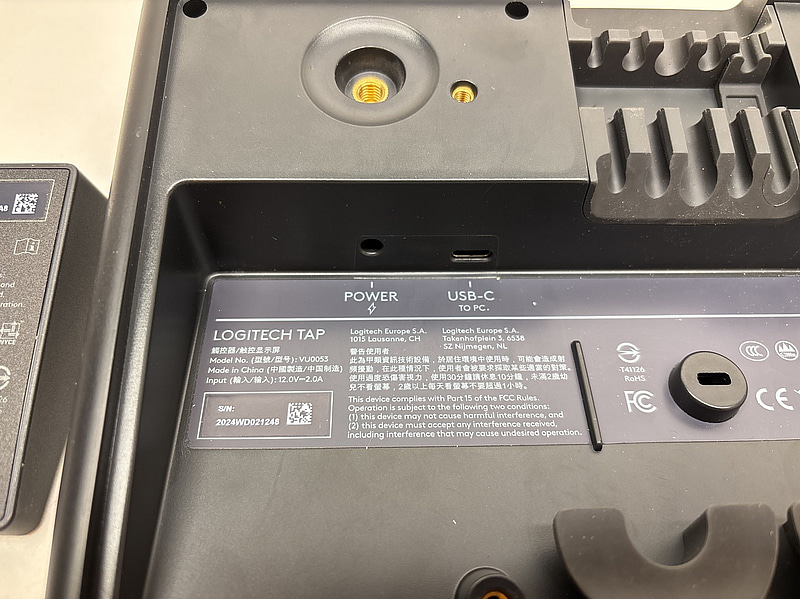 POWER
USB-C
TO PC.
LOGITECH TAP
觸控器/触控显示屏
Model No. (型號/型号): VU0053
Made in China (中國製造/中国制造)
Input (輸入/输入): 12.0V⎓2.0A
S/N:
2024WD021248
Logitech Europe S.A.
1015 Lausanne, CH
Logitech Europe S.A.
Takenhofplein 3, 6538
SZ Nijmegen, NL
警告使用者
此為甲類資訊技術設備，於居住環境中使用時，可能會造成射
頻擾動，在此種情況下，使用者會被要求採取某些適當的對策。
使用過度恐傷害視力，使用30分鐘請休息10分鐘，未滿2歲幼
兒不看螢幕，2歲以上每天看螢幕不要超過1小時。
This device complies with Part 15 of the FCC Rules.
Operation is subject to the following two conditions:
(1) this device may not cause harmful interference, and
(2) this device must accept any interference received,
including interference that may cause undesired operation.
T41126
RoHS
FC
CCC
CE